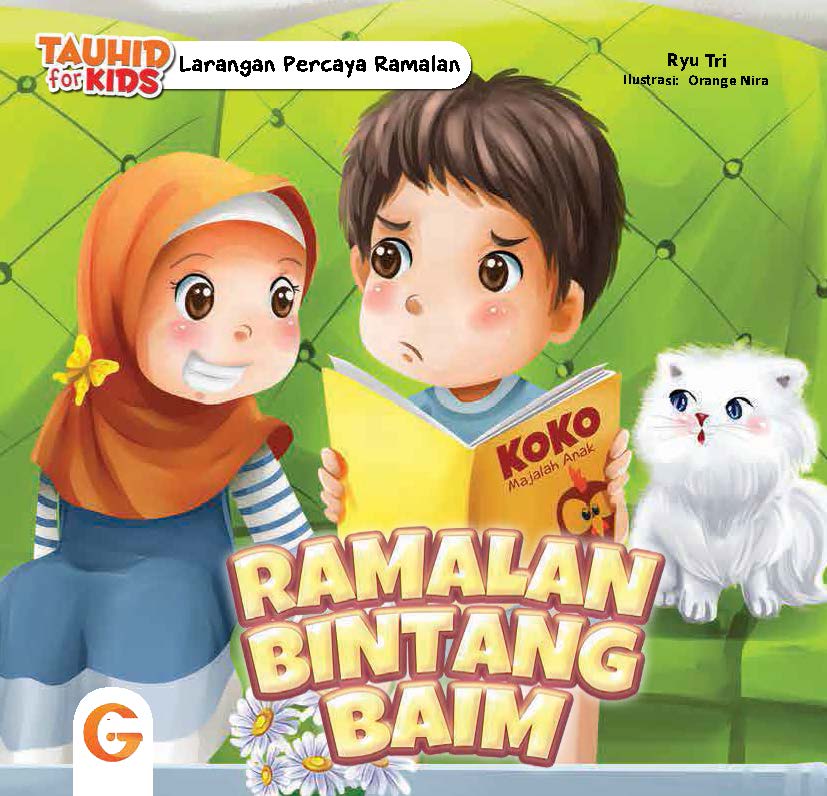 TAUHID
for KIDS
Larangan Percaya Ramalan
Ryu Tri
Ilustrasi: Orange Nira
KOKO
Majalah Anak
RAMALAN
BINTANG
BAIM